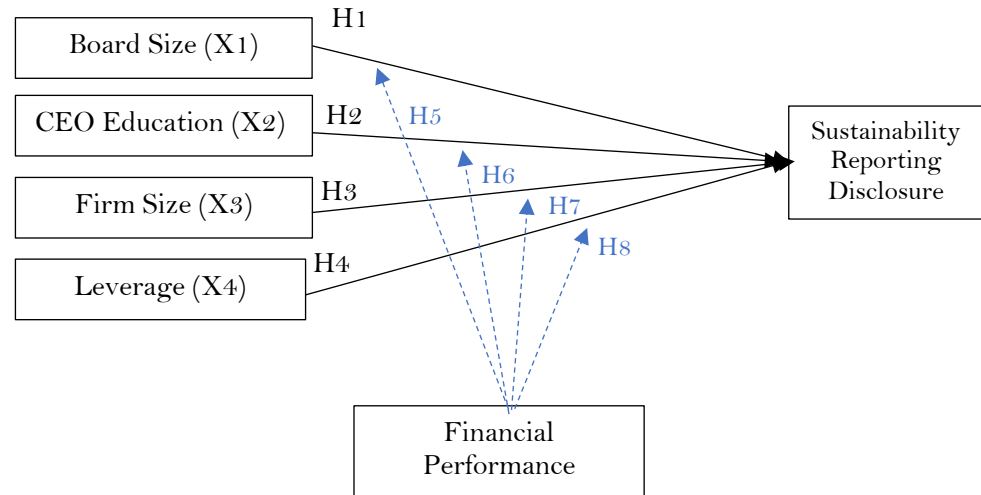 H1
Board Size (X1)
H2
CEO Education (X2)
H5
Sustainability
Reporting
Disclosure
H6
H3
Firm Size (X3)
H7
H8
H4
Leverage (X4)
Financial
Performance